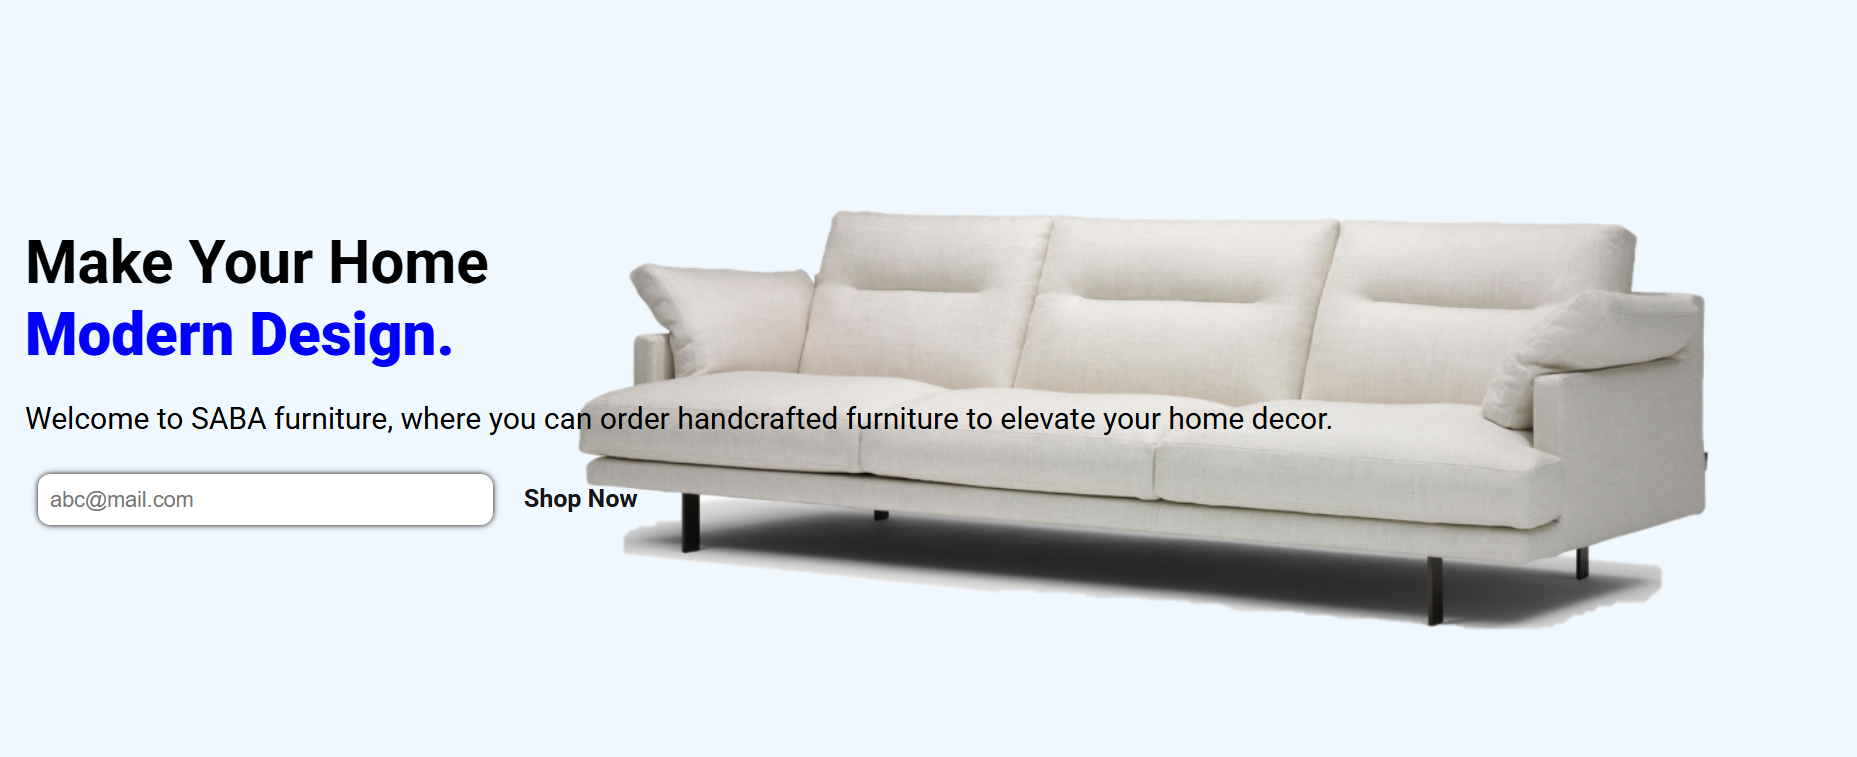 Make Your Home
Modern Design.
Welcome to SABA furniture, where you can order handcrafted furniture to elevate your home decor.
abc@mail.com
Shop Now